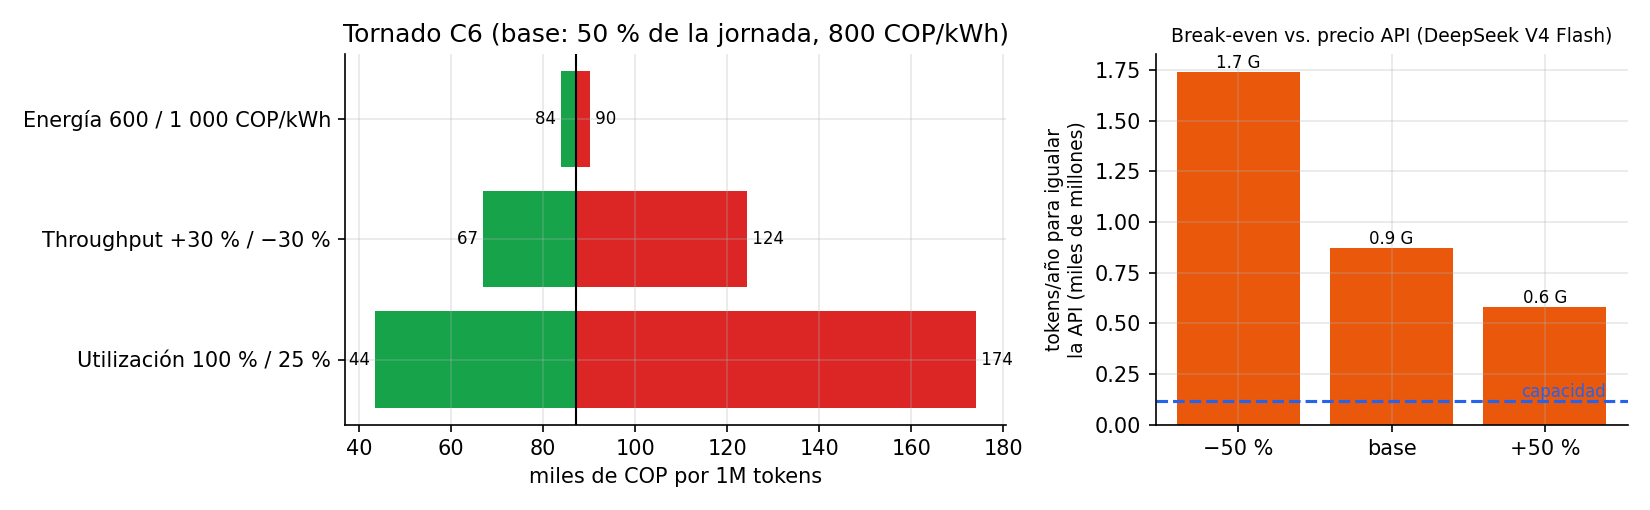 Tornado C6 (base: 50 % de la jornada, 800 COP/kWh)
Energía 600 / 1 000 COP/kWh
84
90
Throughput +30 % / −30 %
67
124
Utilización 100 % / 25 %
44
174
40
60
80
100
120
140
160
180
miles de COP por 1M tokens
Break-even vs. precio API (DeepSeek V4 Flash)
tokens/año para igualar
la API (miles de millones)
1.75
1.50
1.25
1.00
0.75
0.50
0.25
0.00
1.7 G
0.9 G
0.6 G
capacidad
−50 %
base
+50 %